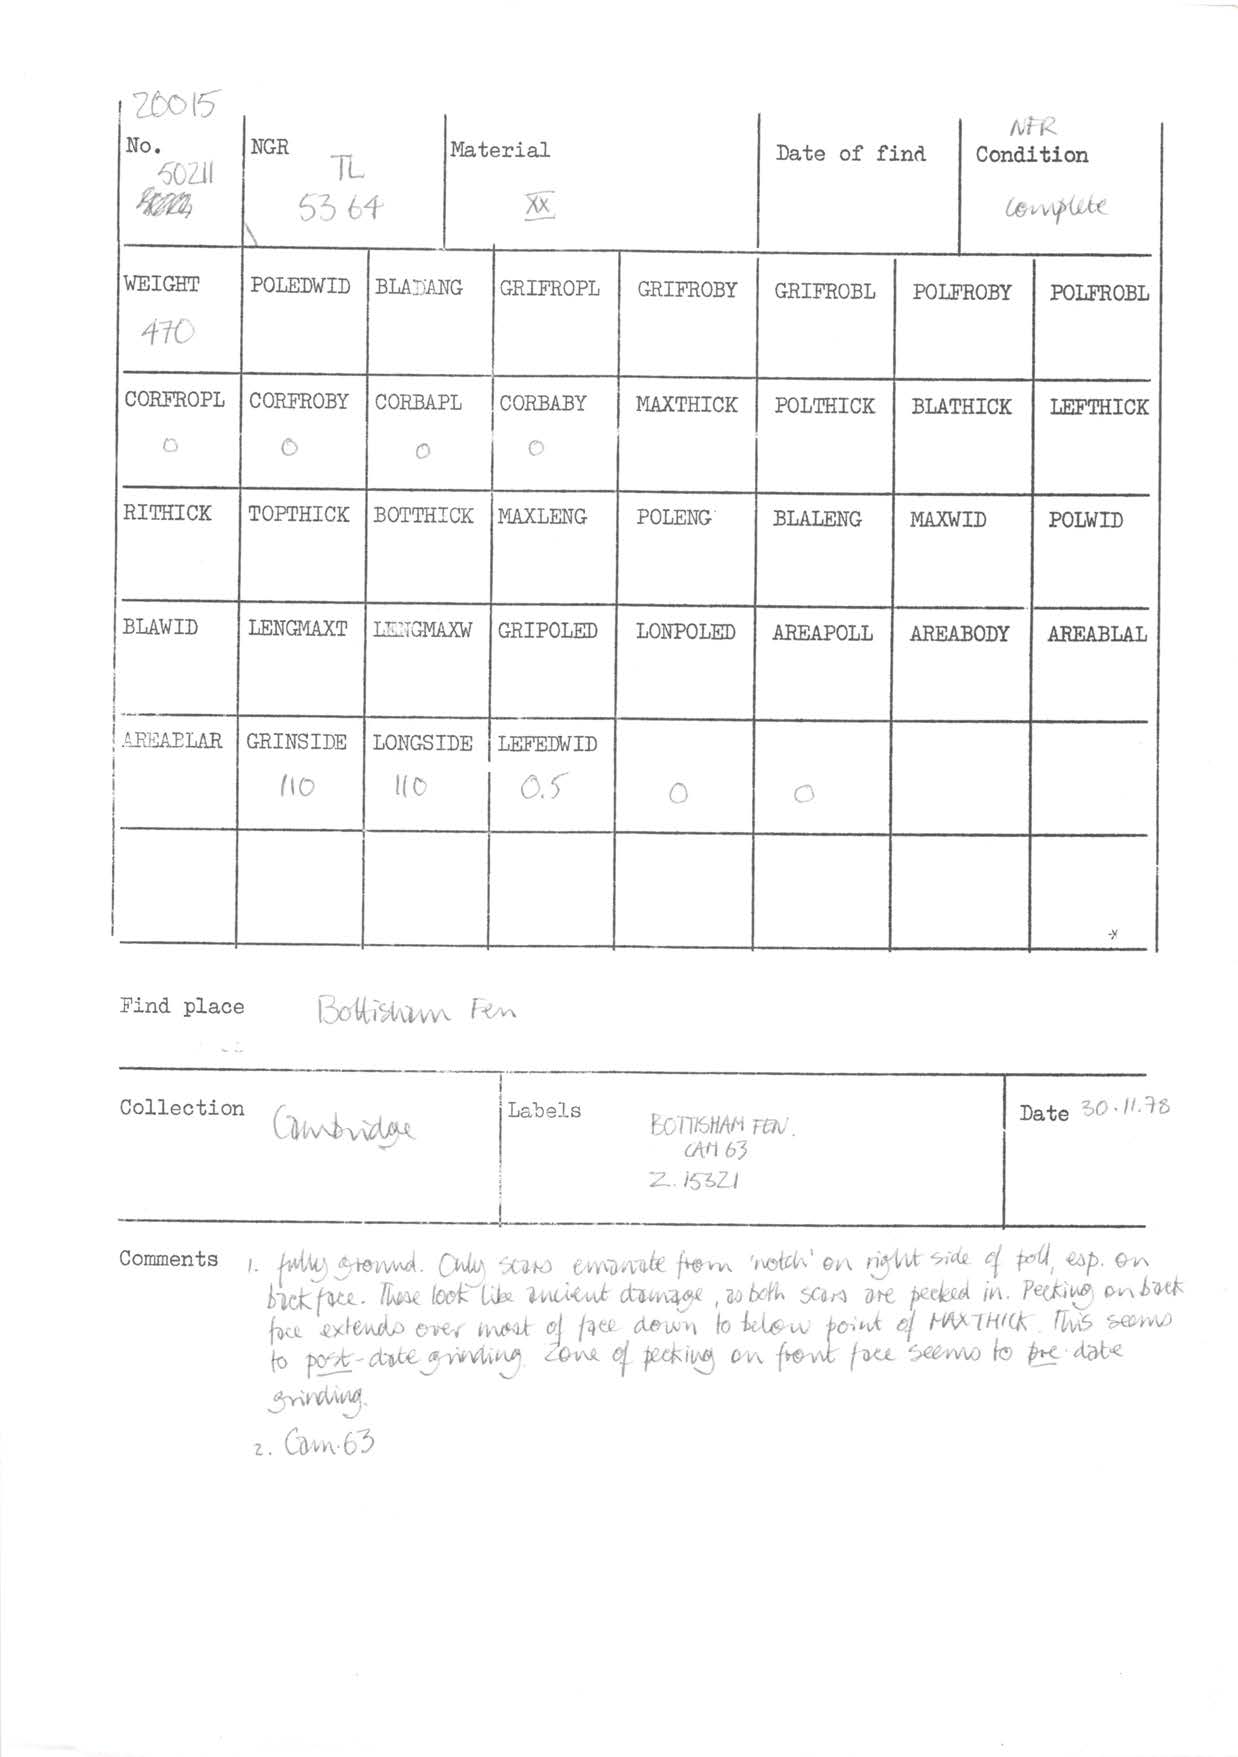 20015
No. NGR Material Date of find NFR Condition
50211 TL 53 64 XX complete
WEIGHT POLEDWID BLADANG GRIFROPL GRIFROBY GRIFROBL POLFROBY POLFROBL
470
CORFROPL CORFROBY CORBAPL CORBABY MAXTHICK POLTHICK BLATHICK LEFTHICK
0 0 0 0
RITHICK TOPTHICK BOTTHICK MAXLENG POLENG BLALENG MAXWID POLWID
BLAWID LENGMAXT LENGMAXW GRIPOLED LONPOLED AREAPOLL AREABODY AREABLAL
AREABLAR GRINSIDE LONGSIDE LEFEDWID
110 110 0.5 0 0
Find place Bottisham Fen
Collection Cambridge Labels BOTTISHAM FEN. Date 30.11.78
CAM 63
Z.15321
Comments 1. fully ground. Only scars emanate from 'notch' on right side of poll, esp. on
back face. These look like ancient damage, as both scars are pecked in. Pecking on back
face extends over most of face down to below point of MAXTHICK. This seems
to post-date grinding. Zone of pecking on front face seems to pre-date
grinding.
2. Cam.63